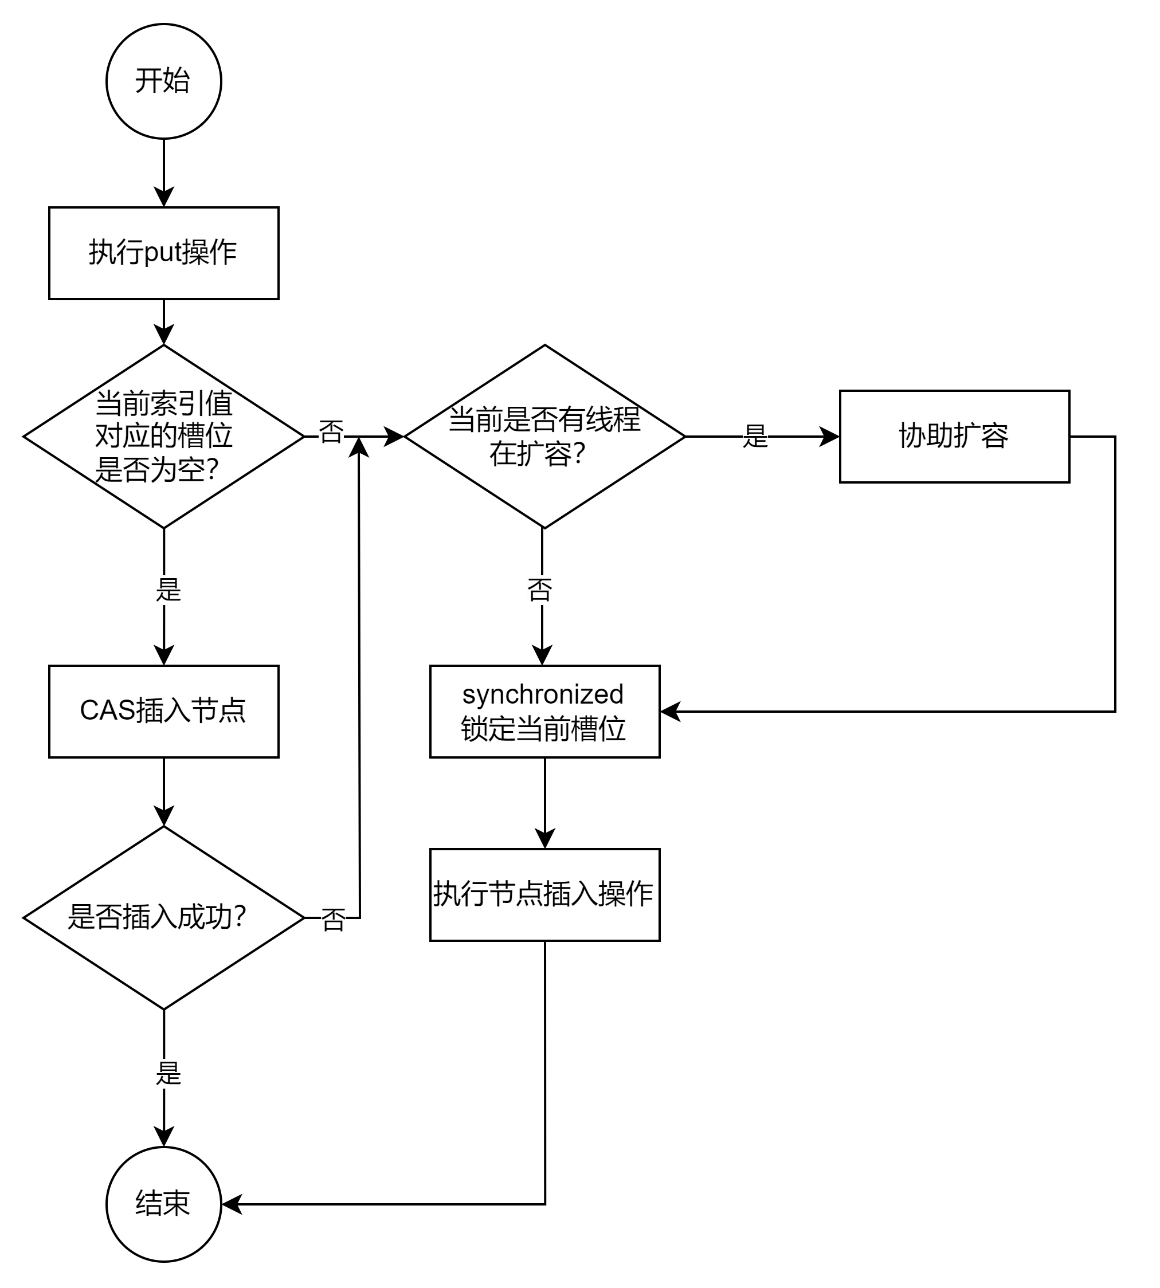 开始
执行put操作
当前索引值
对应的槽位
是否为空?
否
当前是否有线程
在扩容?
是
协助扩容
是
否
CAS插入节点
synchronized
锁定当前槽位
是否插入成功?
否
执行节点插入操作
是
结束